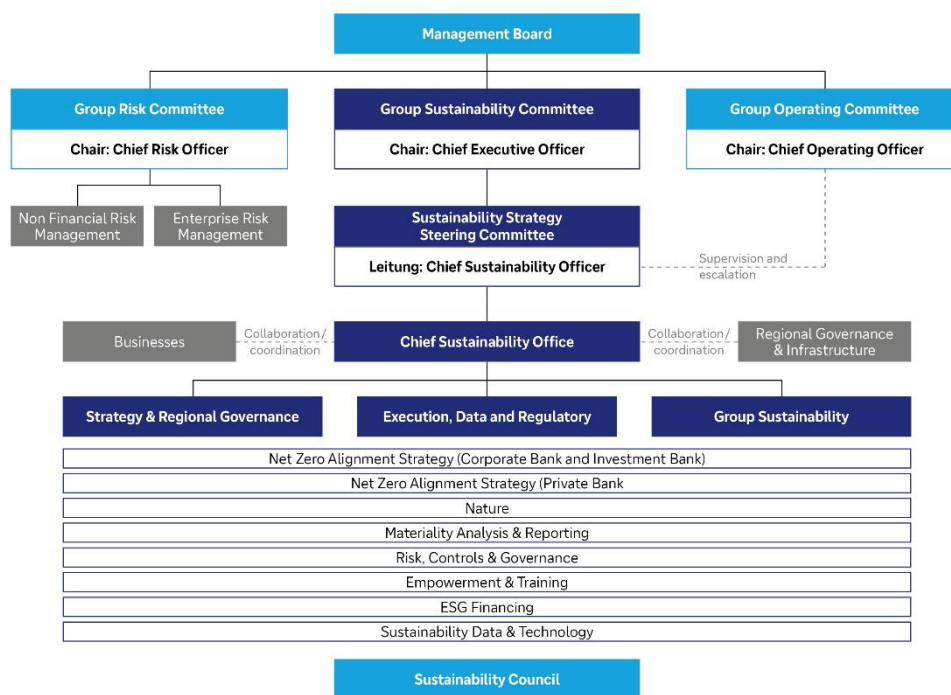 Management Board
Group Risk Committee
Chair: Chief Risk Officer
Group Sustainability Committee
Chair: Chief Executive Officer
Group Operating Committee
Chair: Chief Operating Officer
Non Financial Risk
Management
Enterprise Risk
Management
Sustainability Strategy
Steering Committee
Leitung: Chief Sustainability Officer
Supervision and
escalation
Businesses
Collaboration/
coordination
Chief Sustainability Office
Collaboration/
coordination
Regional Governance
& Infrastructure
Strategy & Regional Governance
Execution, Data and Regulatory
Group Sustainability
Net Zero Alignment Strategy (Corporate Bank and Investment Bank)
Net Zero Alignment Strategy (Private Bank
Nature
Materiality Analysis & Reporting
Risk, Controls & Governance
Empowerment & Training
ESG Financing
Sustainability Data & Technology
Sustainability Council